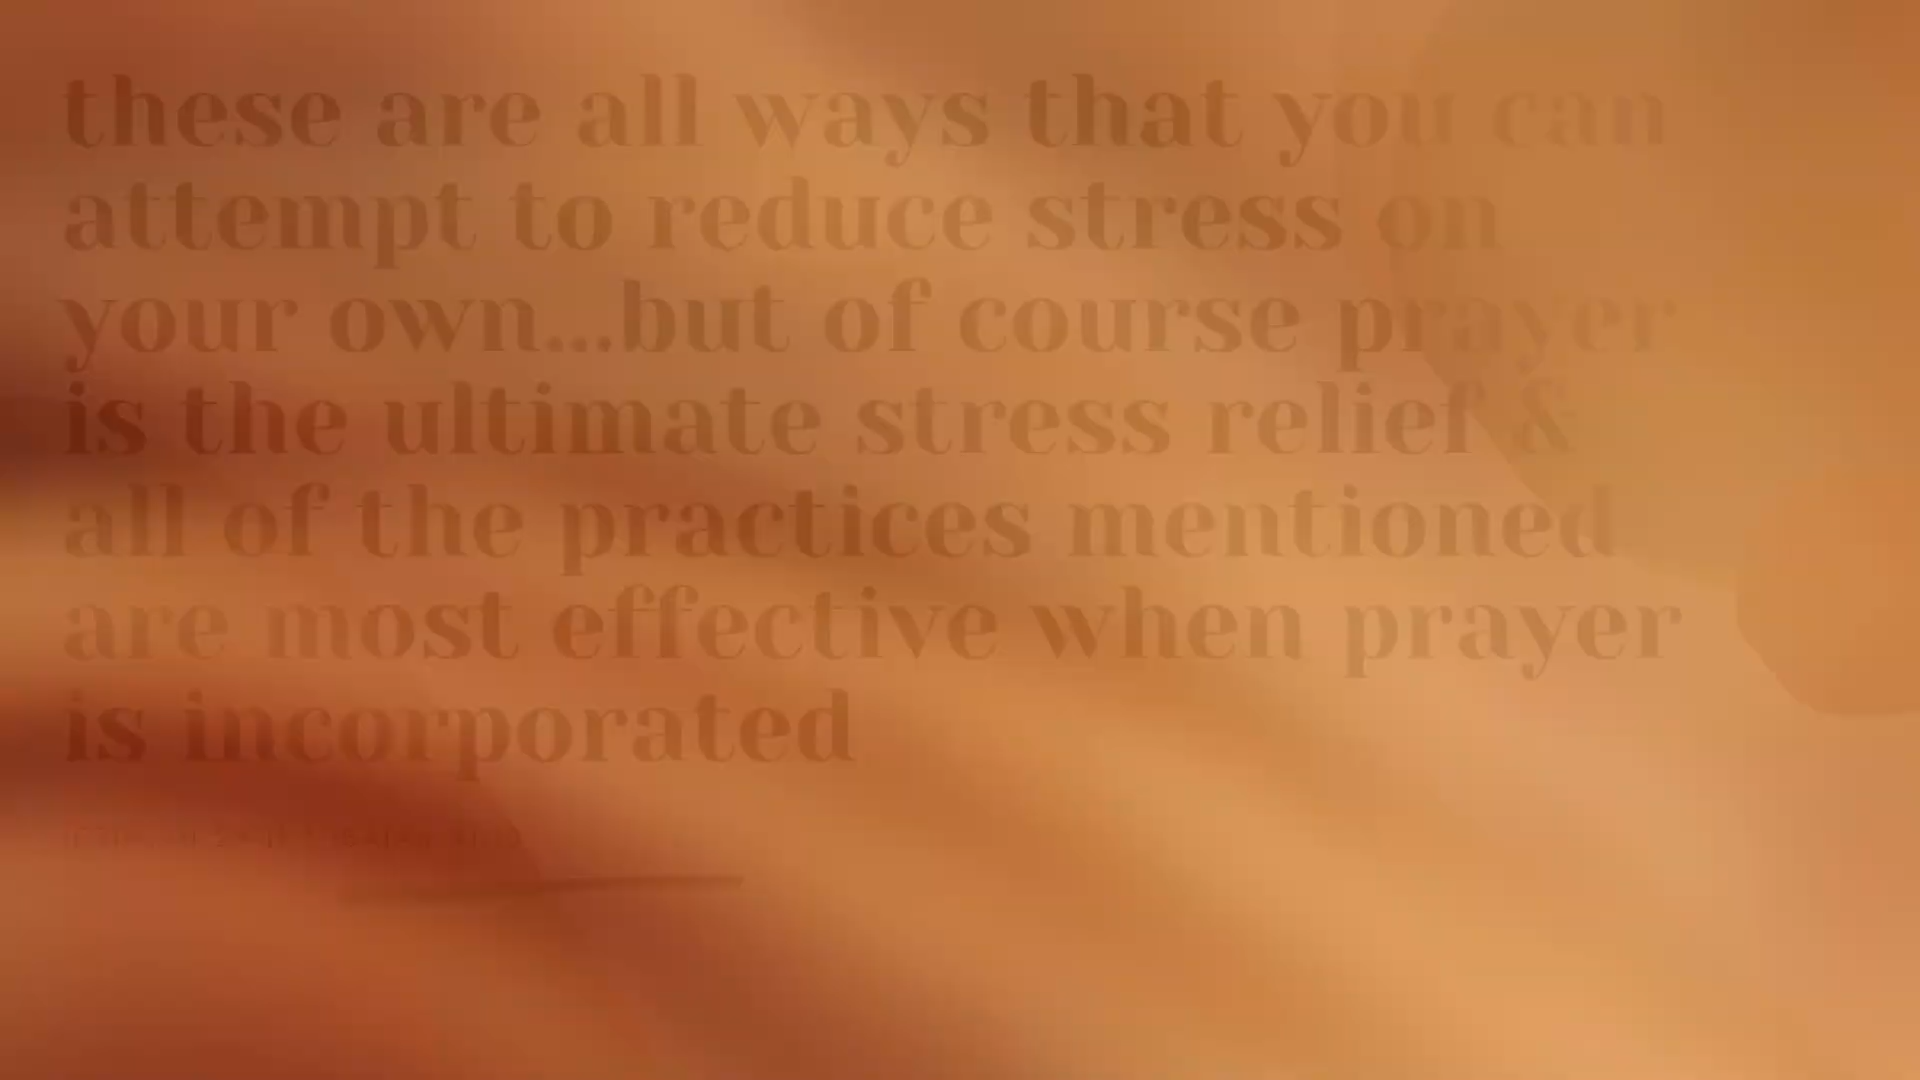 these are all ways that you can
attempt to reduce stress on
your own...but of course prayer
is the ultimate stress relief &
all of the practices mentioned
are most effective when prayer
is incorporated